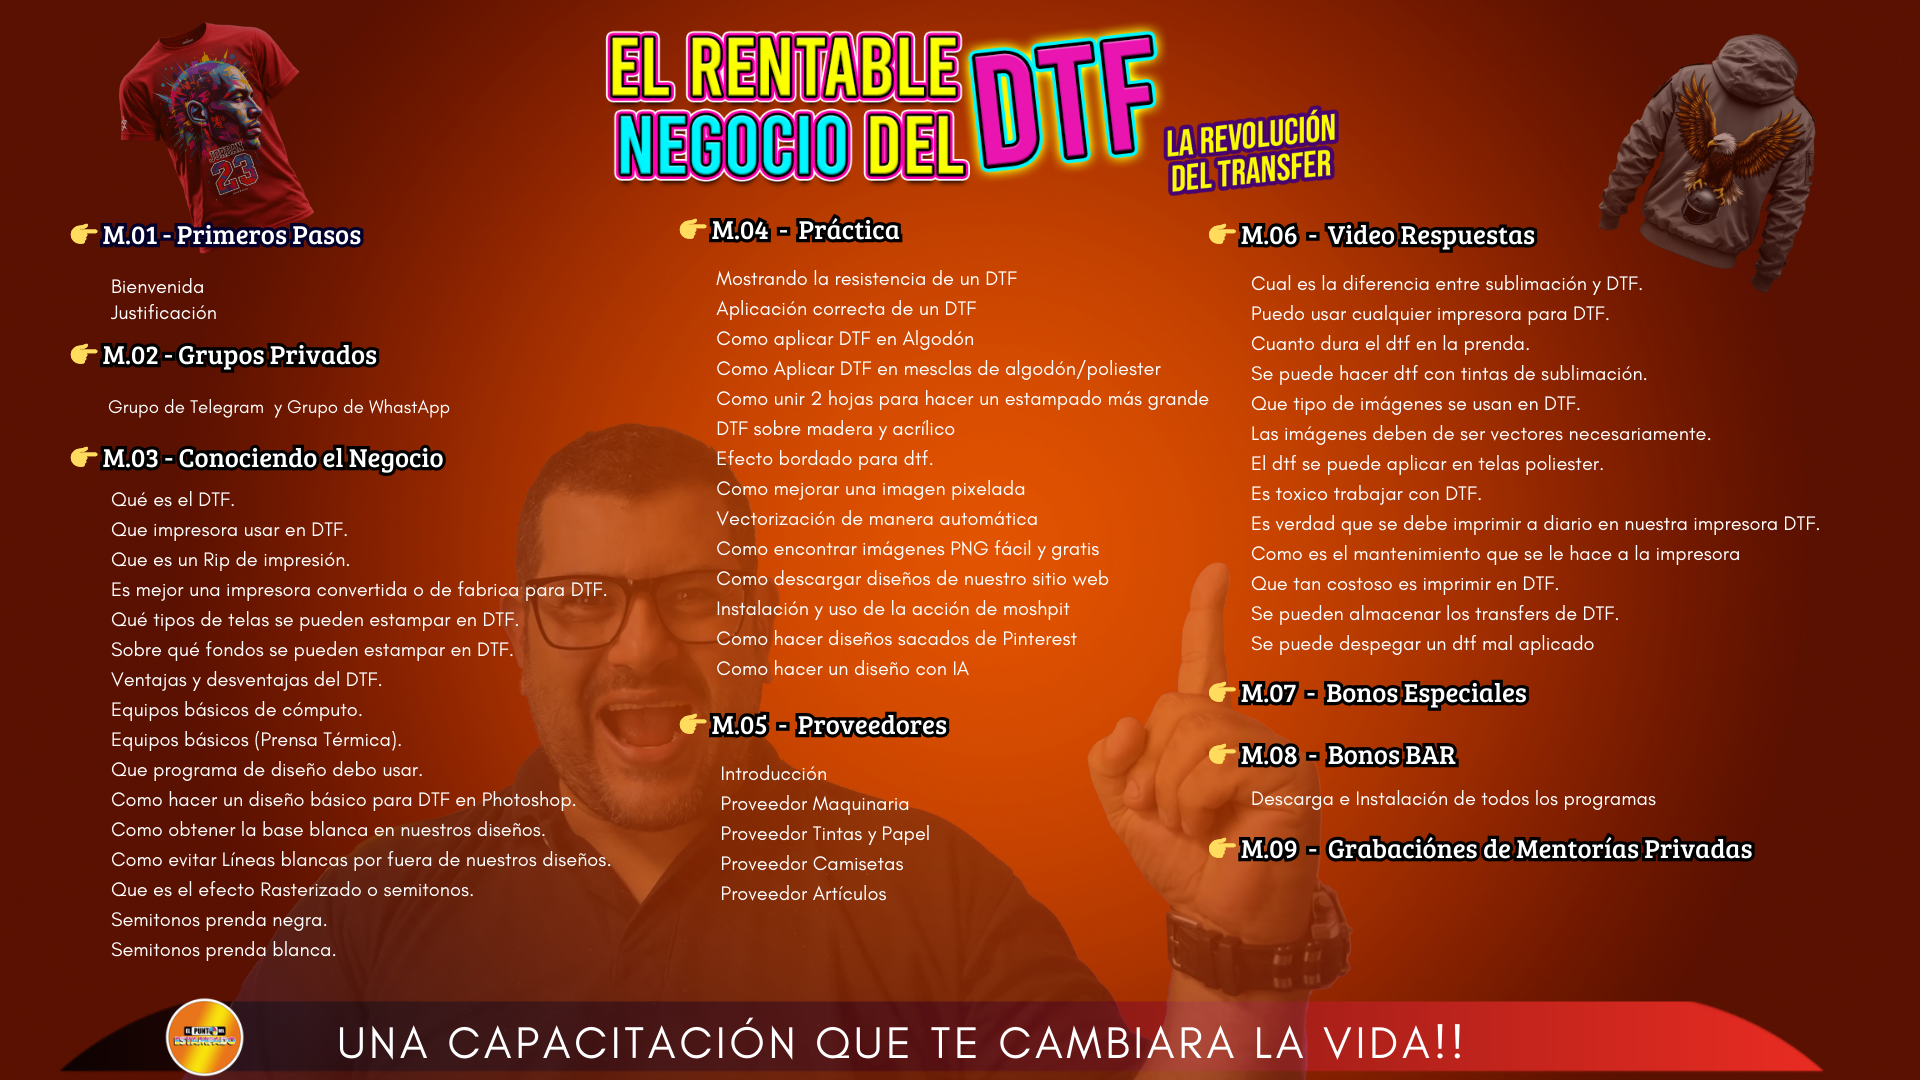 EL RENTABLE
NEGOCIO DEL
DTF
LA REVOLUCIÓN
DEL TRANSFER
JORDAN
23
M.01 - Primeros Pasos
Bienvenida
Justificación
M.02 - Grupos Privados
Grupo de Telegram y Grupo de WhastApp
M.03 - Conociendo el Negocio
Qué es el DTF.
Que impresora usar en DTF.
Que es un Rip de impresión.
Es mejor una impresora convertida o de fabrica para DTF.
Qué tipos de telas se pueden estampar en DTF.
Sobre qué fondos se pueden estampar en DTF.
Ventajas y desventajas del DTF.
Equipos básicos de cómputo.
Equipos básicos (Prensa Térmica).
Que programa de diseño debo usar.
Como hacer un diseño básico para DTF en Photoshop.
Como obtener la base blanca en nuestros diseños.
Como evitar Líneas blancas por fuera de nuestros diseños.
Que es el efecto Rasterizado o semitonos.
Semitonos prenda negra.
Semitonos prenda blanca.
M.04 - Práctica
Mostrando la resistencia de un DTF
Aplicación correcta de un DTF
Como aplicar DTF en Algodón
Como Aplicar DTF en mesclas de algodón/poliester
Como unir 2 hojas para hacer un estampado más grande
DTF sobre madera y acrílico
Efecto bordado para dtf.
Como mejorar una imagen pixelada
Vectorización de manera automática
Como encontrar imágenes PNG fácil y gratis
Como descargar diseños de nuestro sitio web
Instalación y uso de la acción de moshpit
Como hacer diseños sacados de Pinterest
Como hacer un diseño con IA
M.05 - Proveedores
Introducción
Proveedor Maquinaria
Proveedor Tintas y Papel
Proveedor Camisetas
Proveedor Artículos
M.06 - Video Respuestas
Cual es la diferencia entre sublimación y DTF.
Puedo usar cualquier impresora para DTF.
Cuanto dura el dtf en la prenda.
Se puede hacer dtf con tintas de sublimación.
Que tipo de imágenes se usan en DTF.
Las imágenes deben de ser vectores necesariamente.
El dtf se puede aplicar en telas poliester.
Es toxico trabajar con DTF.
Es verdad que se debe imprimir a diario en nuestra impresora DTF.
Como es el mantenimiento que se le hace a la impresora
Que tan costoso es imprimir en DTF.
Se pueden almacenar los transfers de DTF.
Se puede despegar un dtf mal aplicado
M.07 - Bonos Especiales
M.08 - Bonos BAR
Descarga e Instalación de todos los programas
M.09 - Grabaciónes de Mentorías Privadas
EL PUNTO DEL
ESTAMPADO
UNA CAPACITACIÓN QUE TE CAMBIARA LA VIDA!!